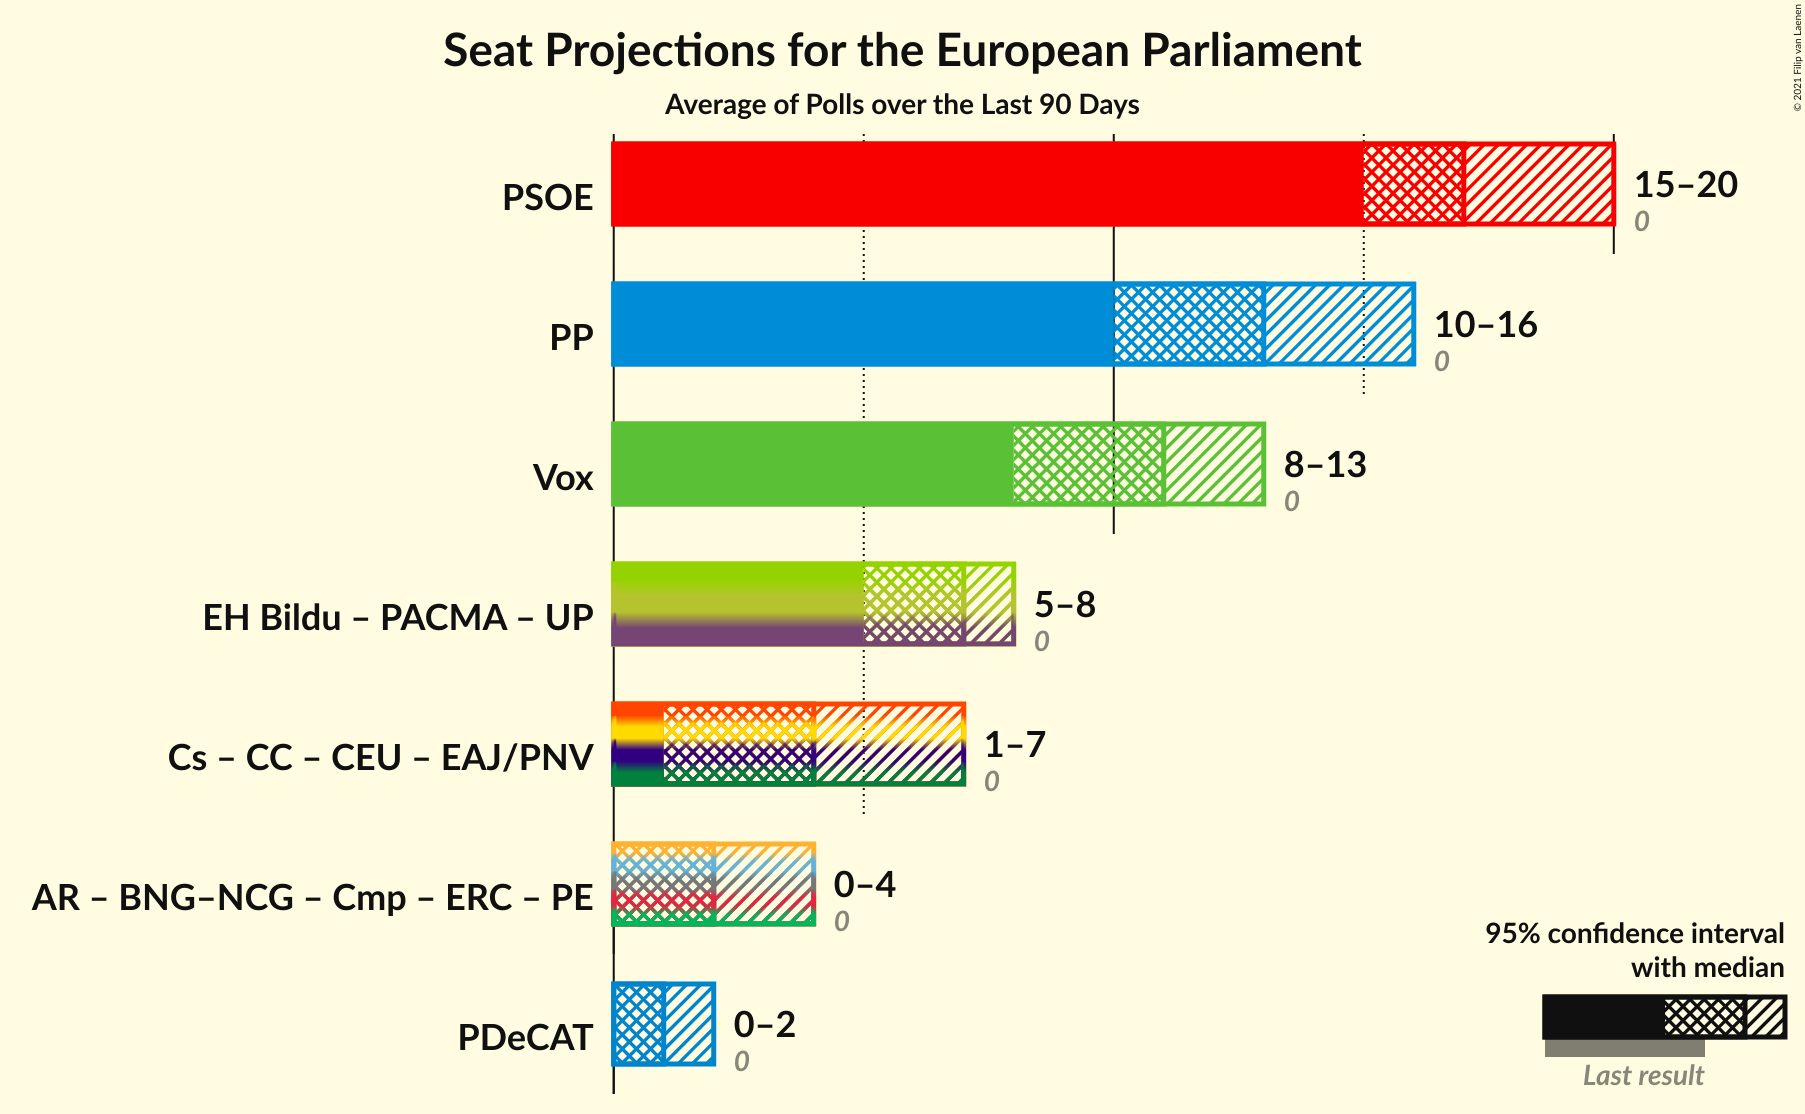 Seat Projections for the European Parliament
Average of Polls over the Last 90 Days
© 2021 Filip van Laenen
PSOE
15–20
0
PP
10–16
0
Vox
8–13
0
EH Bildu – PACMA – UP
5–8
0
Cs – CC – CEU – EAJ/PNV
1–7
0
AR – BNG–NCG – Cmp – ERC – PE
0–4
0
PDeCAT
0–2
0
95% confidence interval
with median
Last result